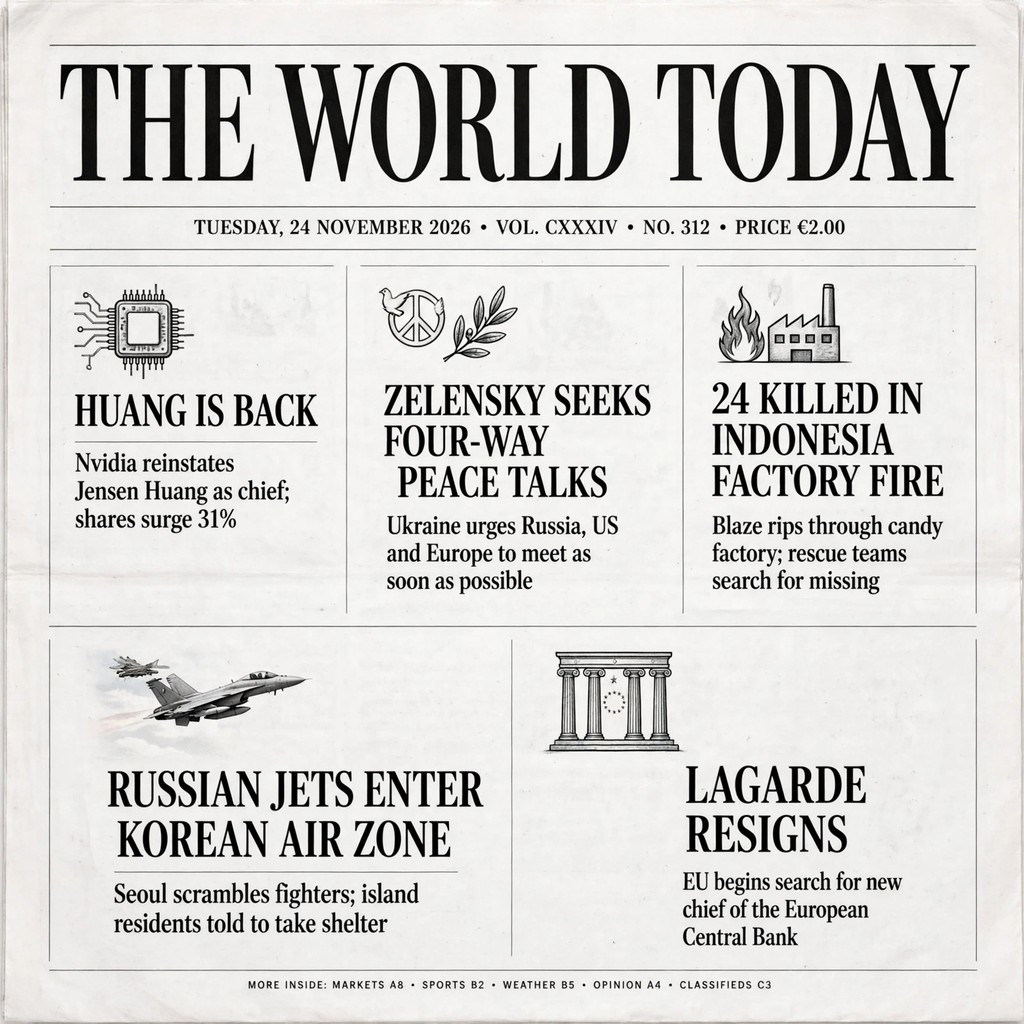 THE WORLD TODAY
TUESDAY, 24 NOVEMBER 2026 • VOL. CXXXIV • NO. 312 • PRICE €2.00
HUANG IS BACK
Nvidia reinstates
Jensen Huang as chief;
shares surge 31%
ZELENSKY SEEKS
FOUR-WAY
PEACE TALKS
Ukraine urges Russia, US
and Europe to meet as
soon as possible
24 KILLED IN
INDONESIA
FACTORY FIRE
Blaze rips through candy
factory; rescue teams
search for missing
RUSSIAN JETS ENTER
KOREAN AIR ZONE
Seoul scrambles fighters; island
residents told to take shelter
LAGARDE
RESIGNS
EU begins search for new
chief of the European
Central Bank
MORE INSIDE: MARKETS A8 • SPORTS B2 • WEATHER B5 • OPINION A4 • CLASSIFIEDS C3